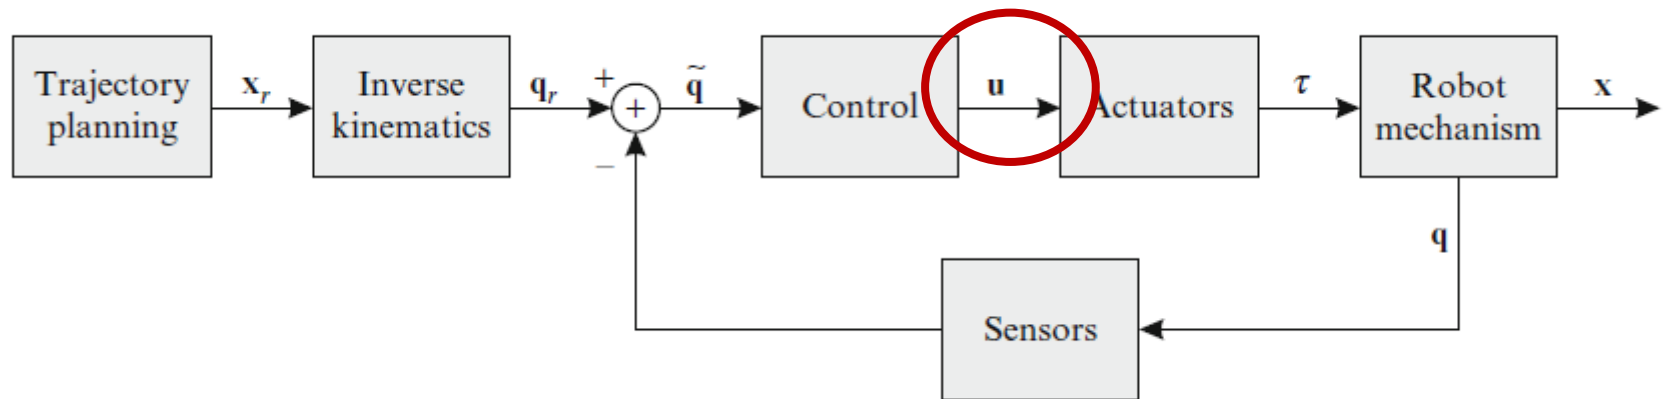 Trajectory
planning
x_r
Inverse
kinematics
q_r
+
+
−
q̃
Control
u
Actuators
τ
Robot
mechanism
x
q
Sensors